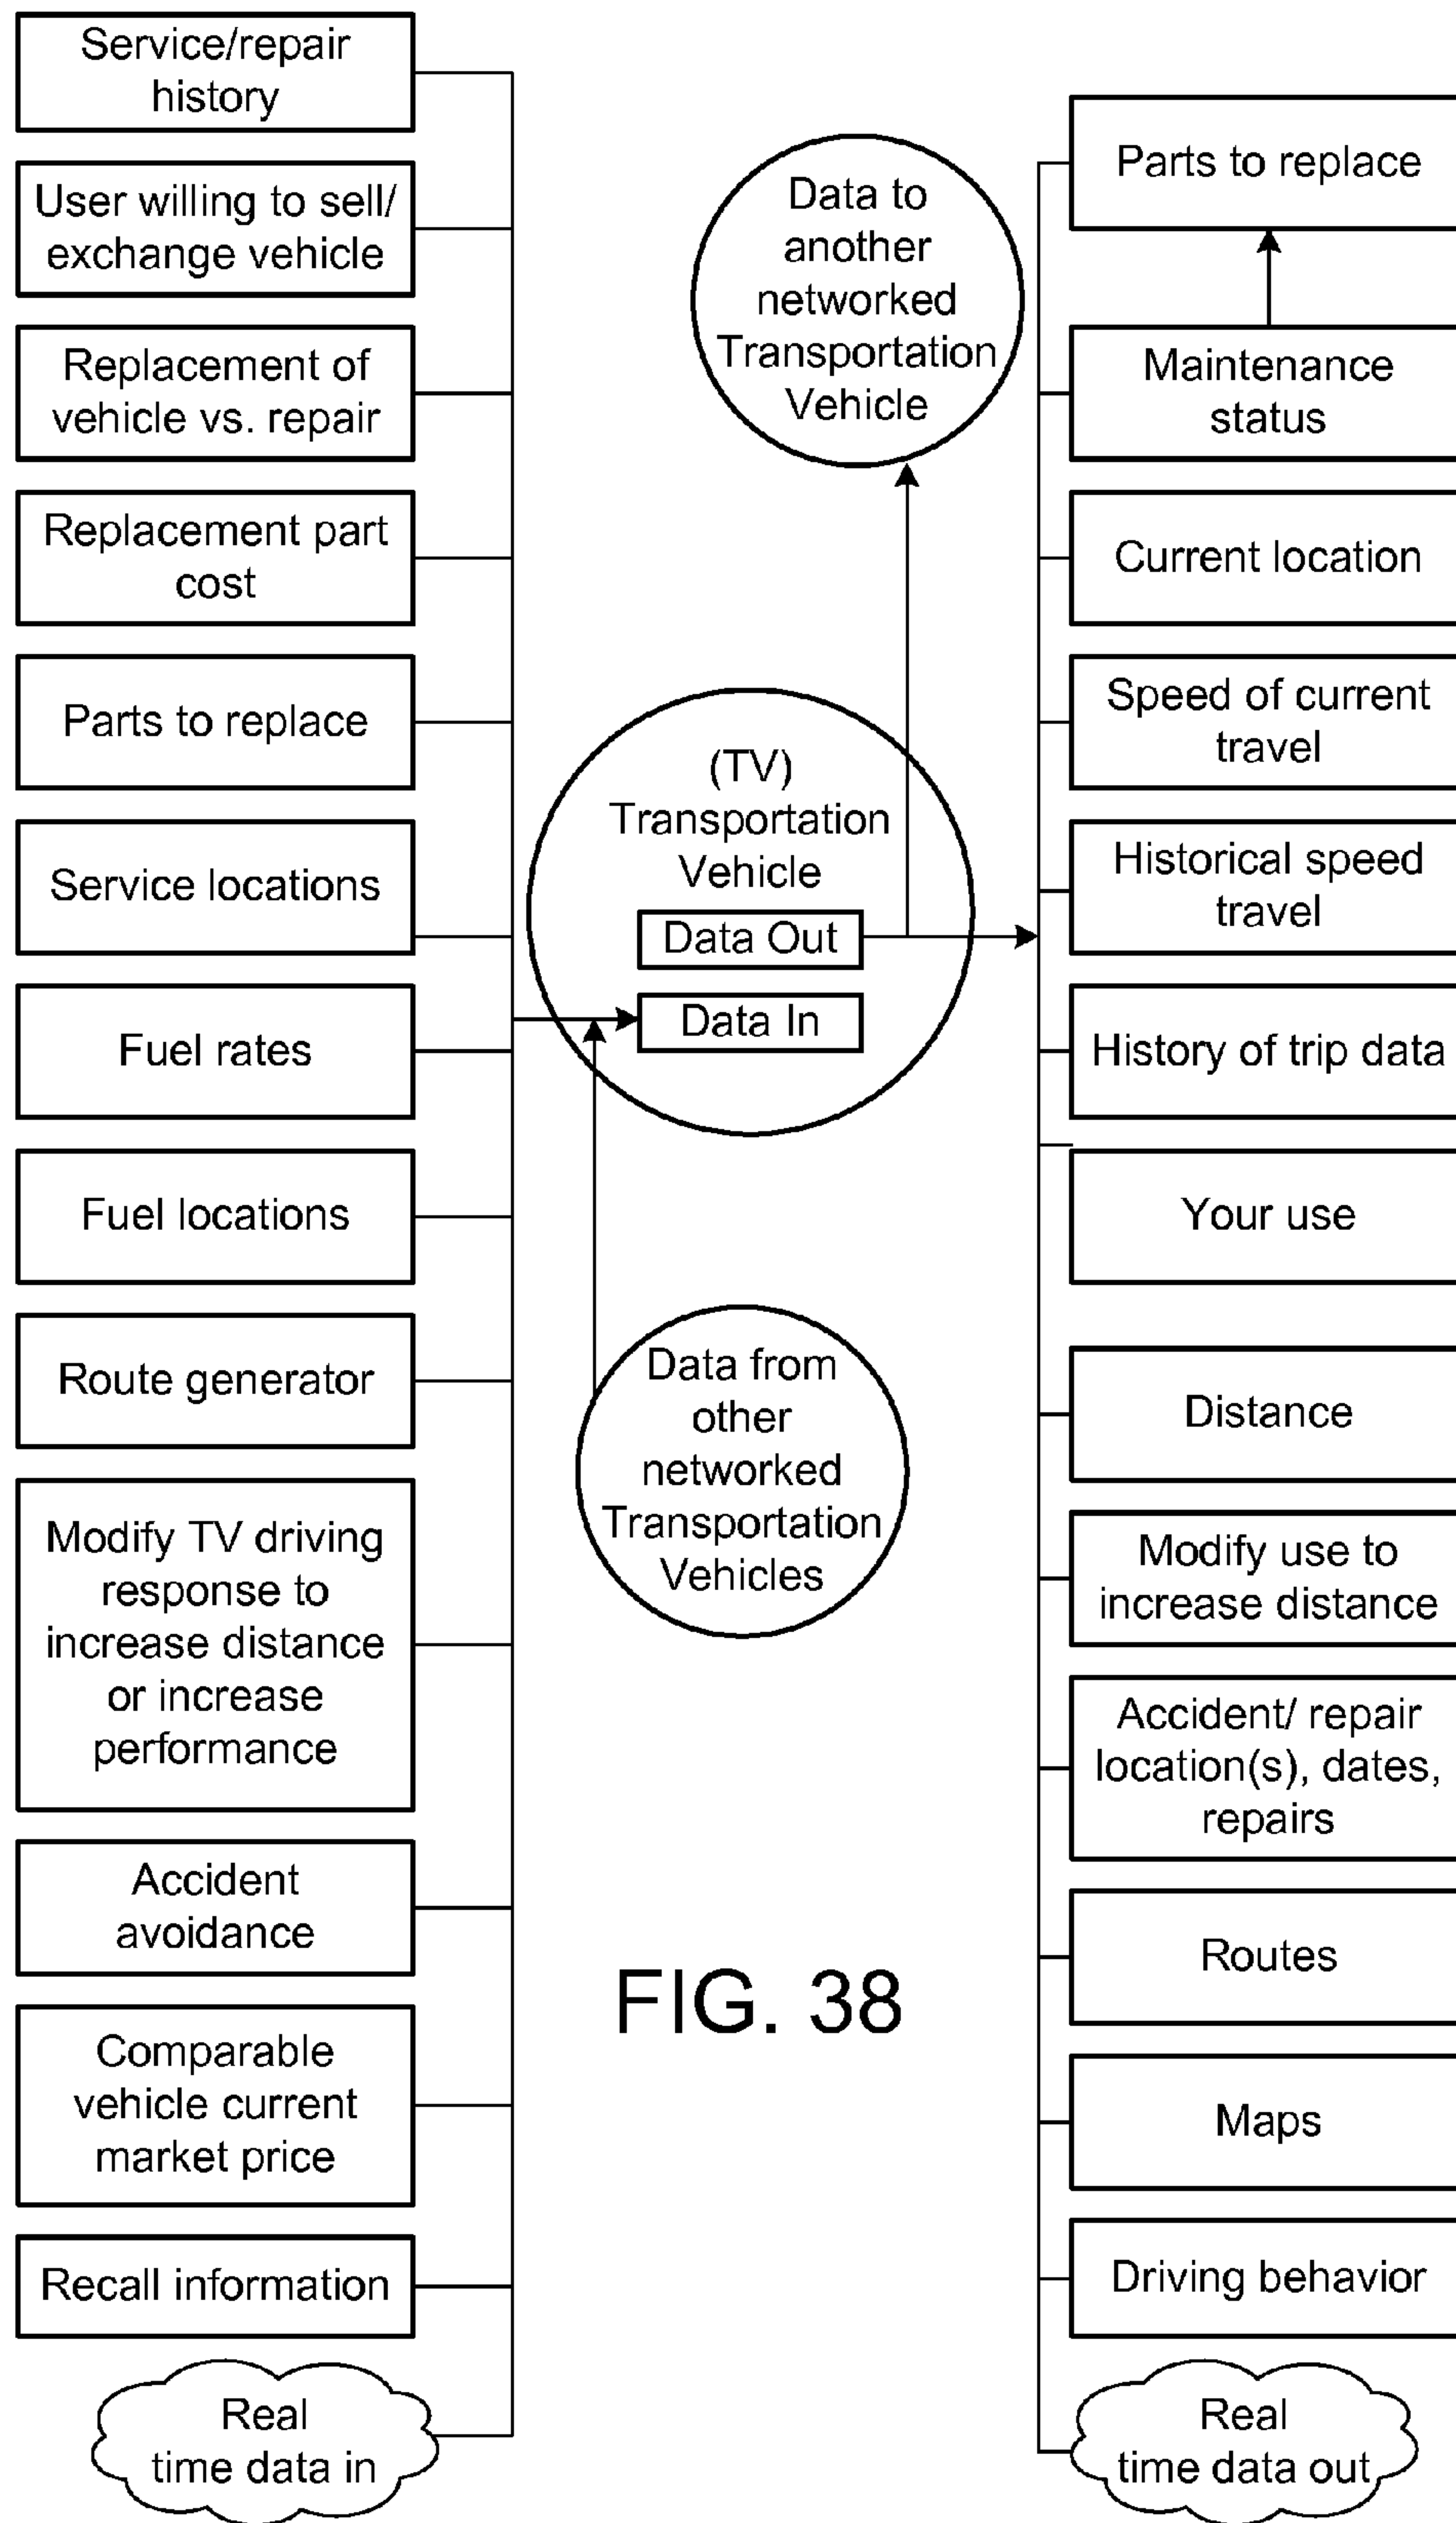 Service/repair
history
User willing to sell/
exchange vehicle
Replacement of
vehicle vs. repair
Replacement part
cost
Parts to replace
Service locations
Fuel rates
Fuel locations
Route generator
Modify TV driving
response to
increase distance
or increase
performance
Accident
avoidance
Comparable
vehicle current
market price
Recall information
Real
time data in
Data to
another
networked
Transportation
Vehicle
(TV)
Transportation
Vehicle
Data Out
Data In
Data from
other
networked
Transportation
Vehicles
FIG. 38
Parts to replace
Maintenance
status
Current location
Speed of current
travel
Historical speed
travel
History of trip data
Your use
Distance
Modify use to
increase distance
Accident/ repair
location(s), dates,
repairs
Routes
Maps
Driving behavior
Real
time data out